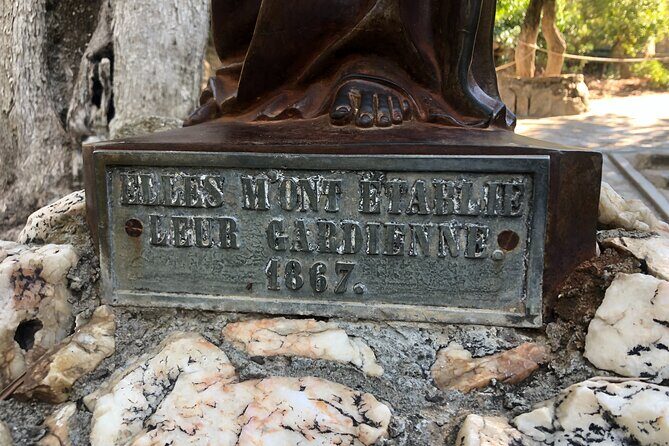 ELLES M'ONT ÉTABLIE
LEUR GARDIENNE.
1867.